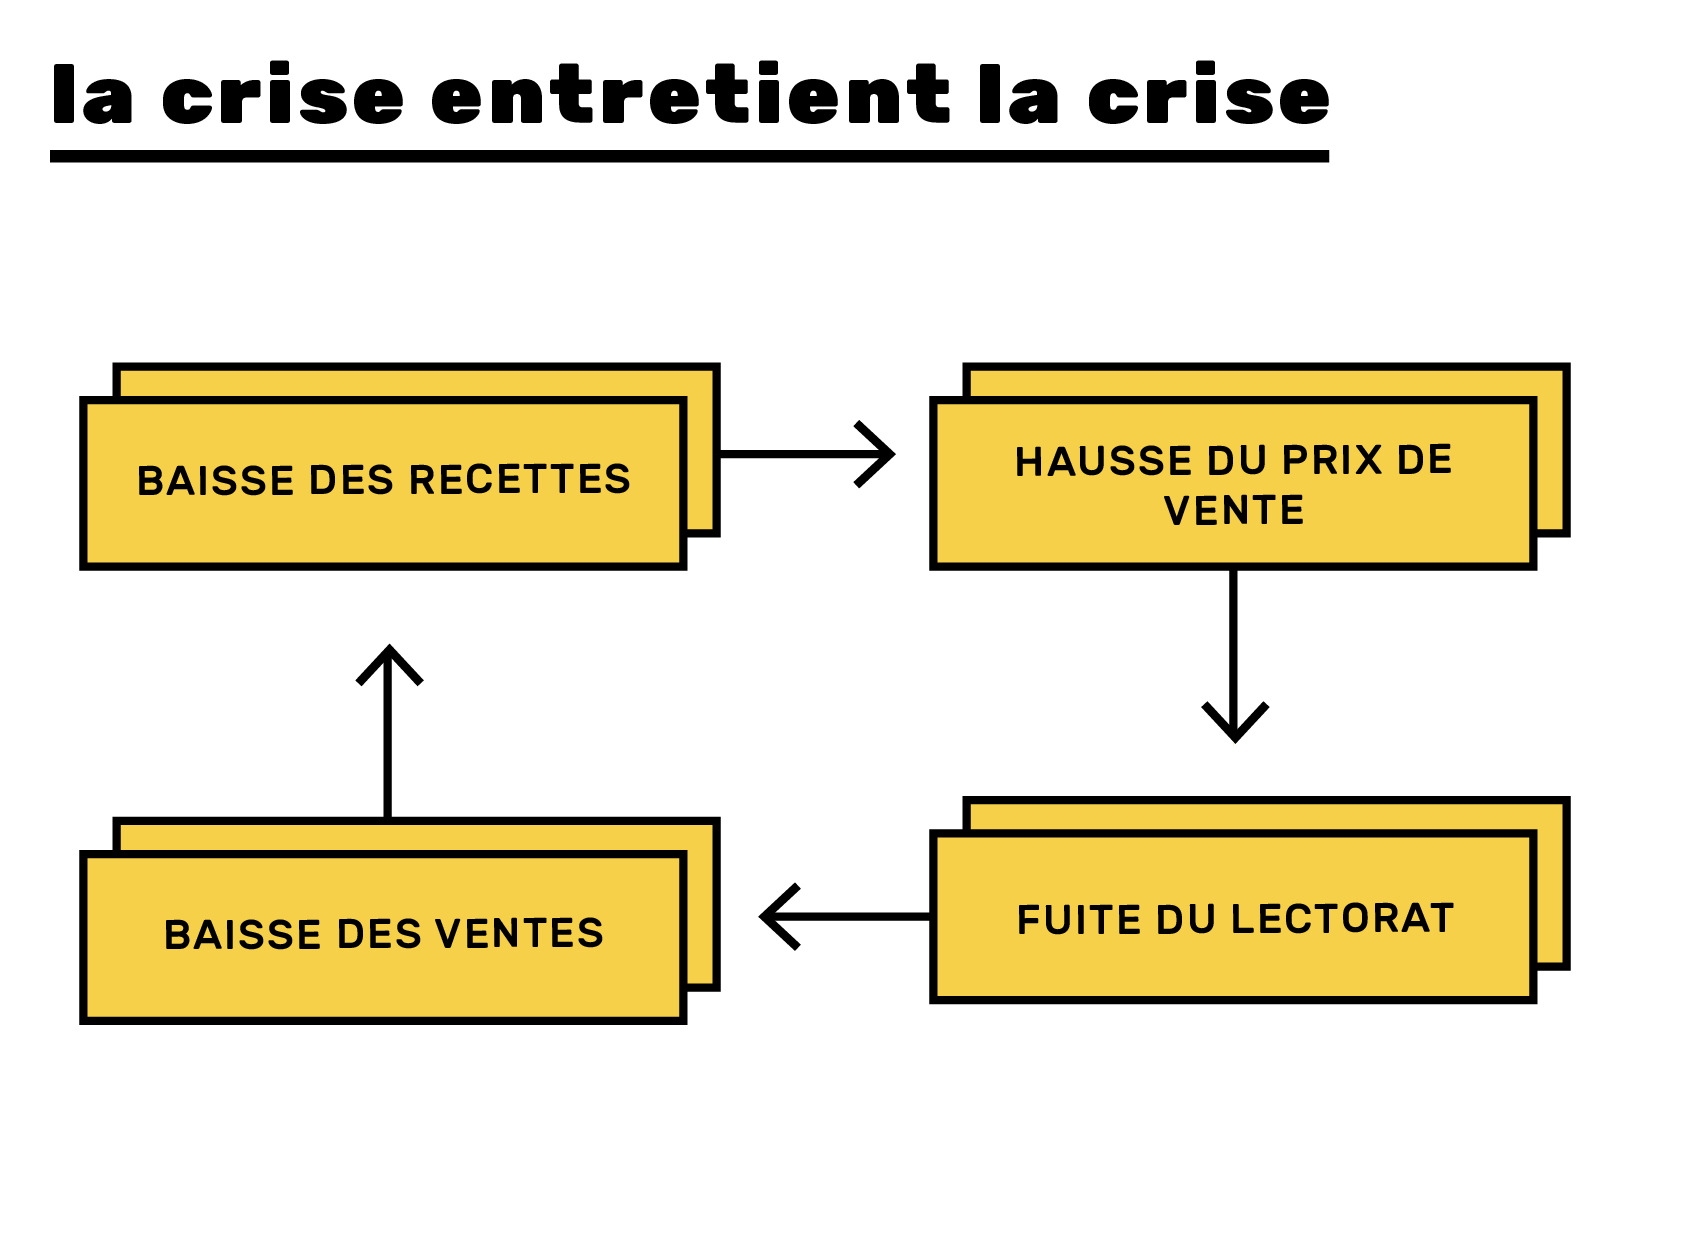 la crise entretient la crise
BAISSE DES RECETTES
HAUSSE DU PRIX DE
VENTE
BAISSE DES VENTES
FUITE DU LECTORAT